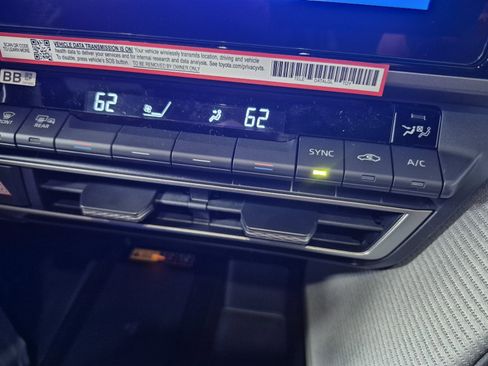 SCAN QR CODE
TO LEARN MORE
VEHICLE DATA TRANSMISSION IS ON! Your vehicle wirelessly transmits location, driving and vehicle
health data to deliver your services and for internal research and data analysis. See toyota.com/privacyvts.
To disable, press vehicle's SOS button. TO BE REMOVED BY OWNER ONLY
BB
62
62
FRONT
REAR
SYNC
A/C